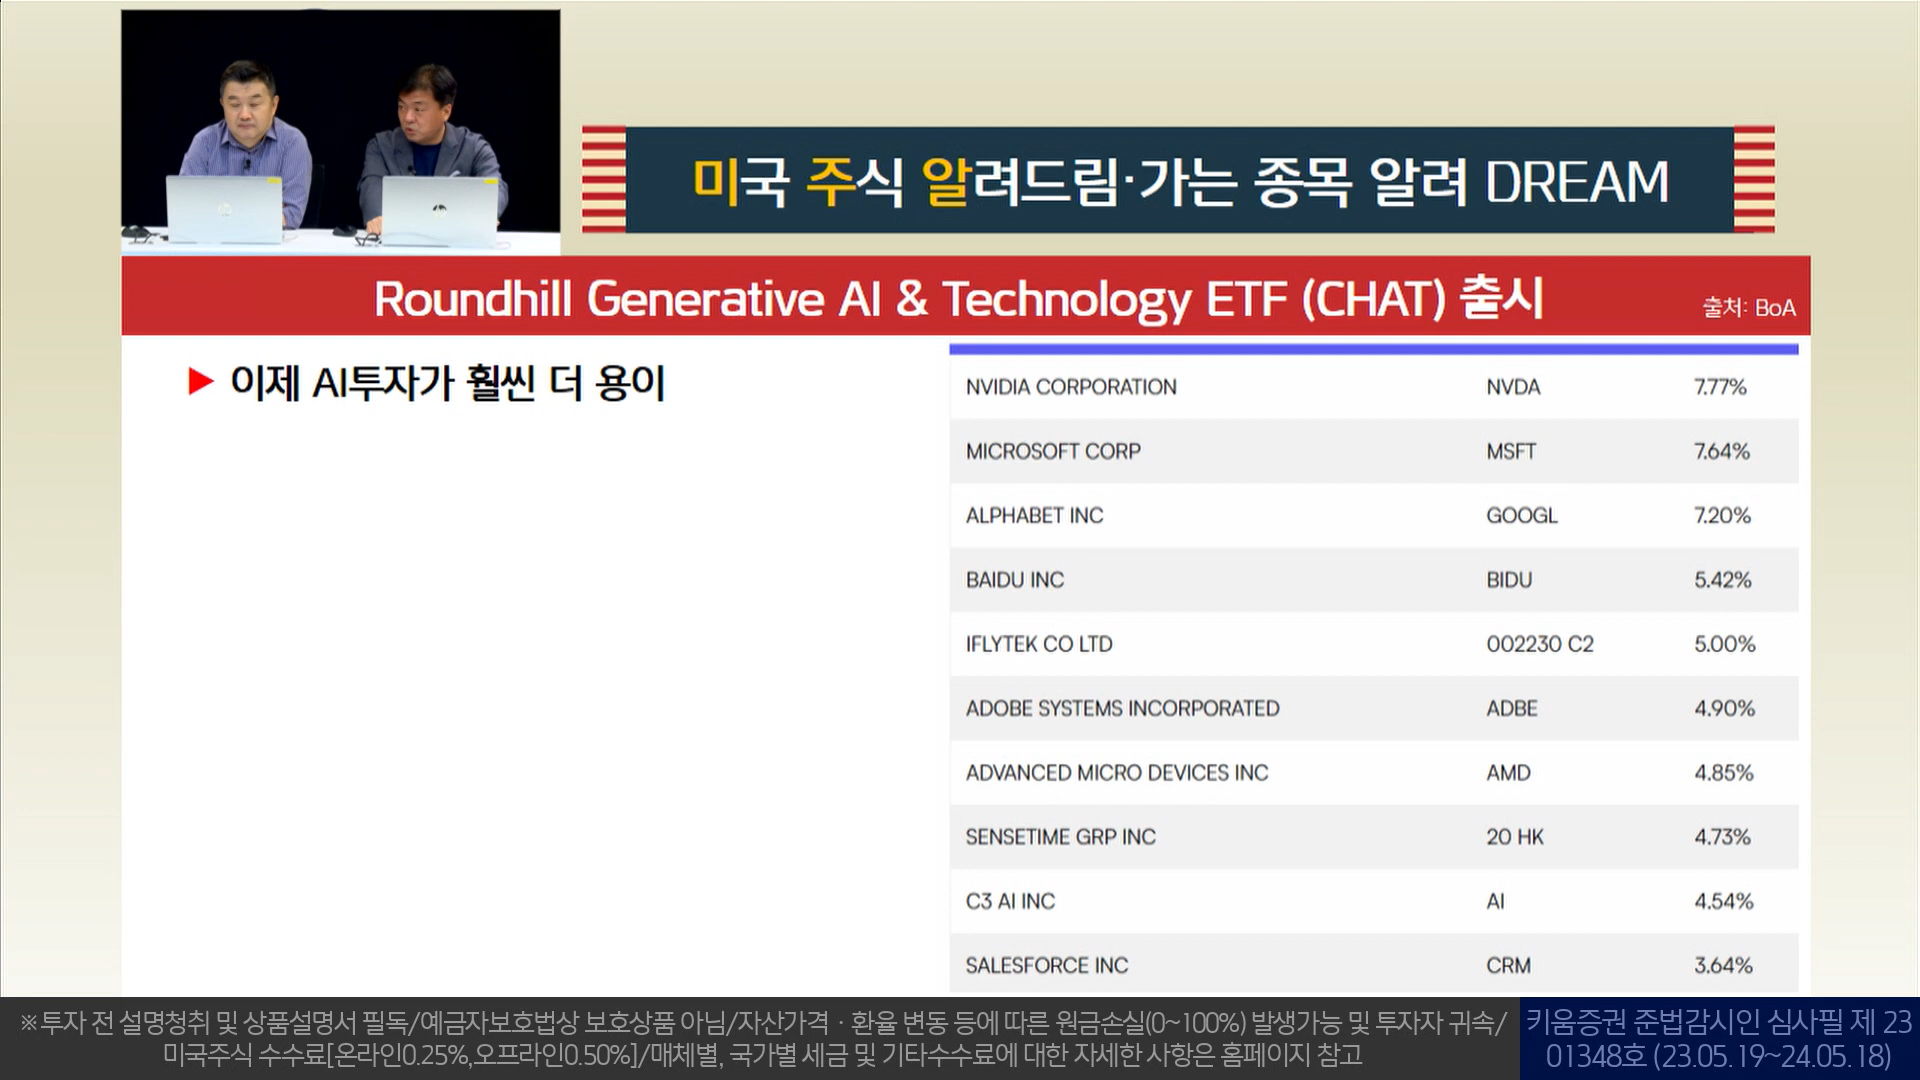 미국 주식 알려드림·가는 종목 알려 DREAM
Roundhill Generative AI & Technology ETF (CHAT) 출시
출처: BoA
▶ 이제 AI투자가 훨씬 더 용이
NVIDIA CORPORATION NVDA 7.77%
MICROSOFT CORP MSFT 7.64%
ALPHABET INC GOOGL 7.20%
BAIDU INC BIDU 5.42%
IFLYTEK CO LTD 002230 C2 5.00%
ADOBE SYSTEMS INCORPORATED ADBE 4.90%
ADVANCED MICRO DEVICES INC AMD 4.85%
SENSETIME GRP INC 20 HK 4.73%
C3 AI INC AI 4.54%
SALESFORCE INC CRM 3.64%
※투자 전 설명청취 및 상품설명서 필독/예금자보호법상 보호상품 아님/자산가격 · 환율 변동 등에 따른 원금손실(0~100%) 발생가능 및 투자자 귀속/
미국주식 수수료[온라인0.25%,오프라인0.50%]/매체별, 국가별 세금 및 기타수수료에 대한 자세한 사항은 홈페이지 참고
키움증권 준법감시인 심사필 제 23
01348호 (23.05.19~24.05.18)